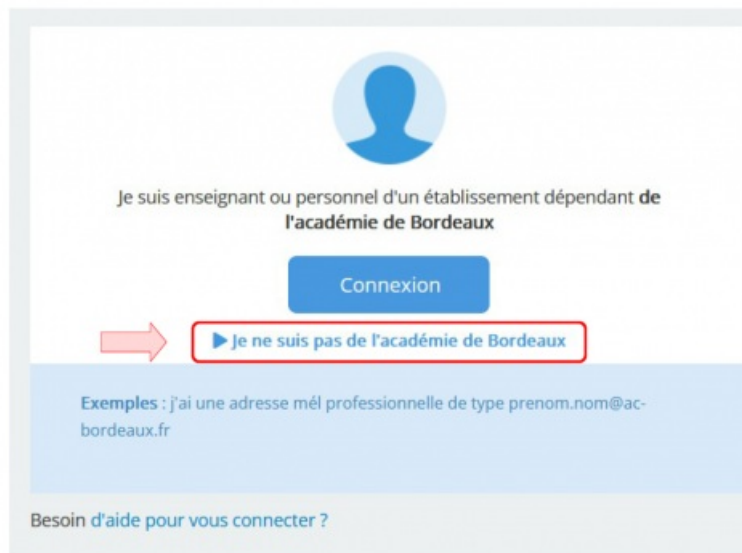 Je suis enseignant ou personnel d'un établissement dépendant de
l'académie de Bordeaux
Connexion
Je ne suis pas de l'académie de Bordeaux
Exemples : j'ai une adresse mél professionnelle de type prenom.nom@ac-
bordeaux.fr
Besoin d'aide pour vous connecter ?